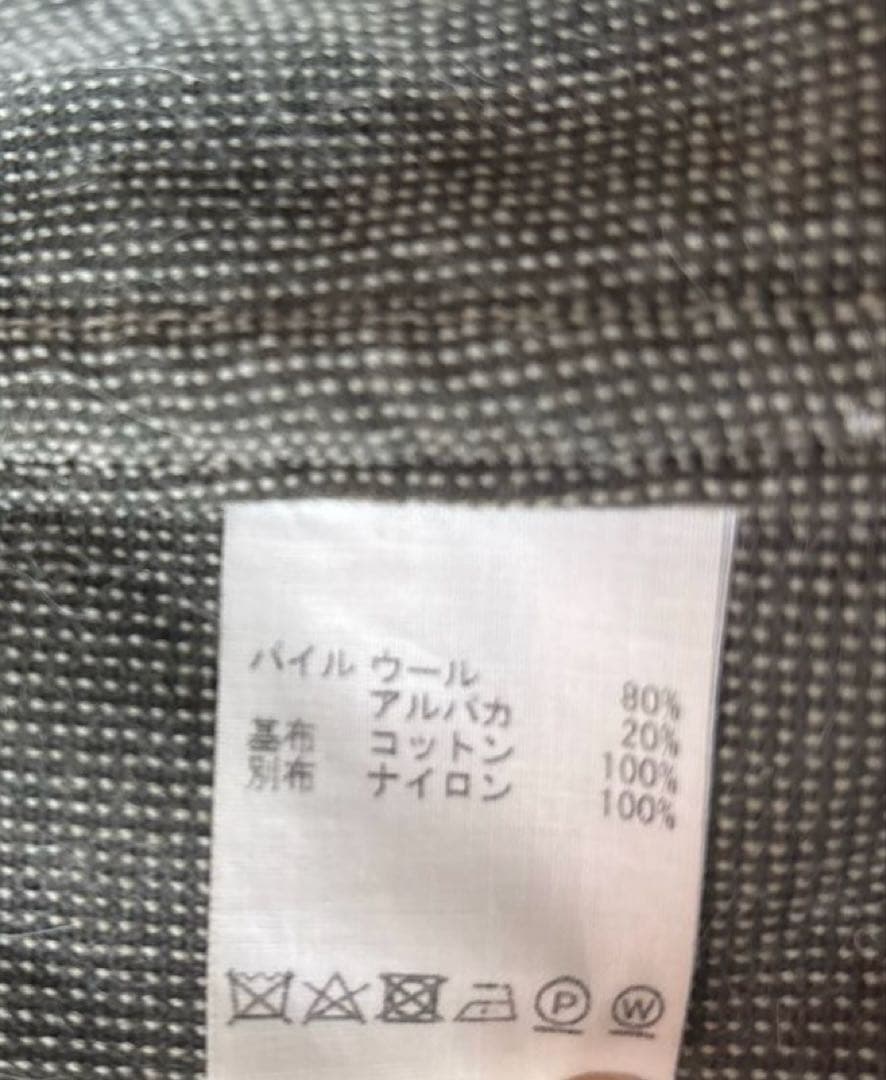 パイル ウール 80%
アルパカ 20%
基布 コットン 100%
別布 ナイロン 100%
P W